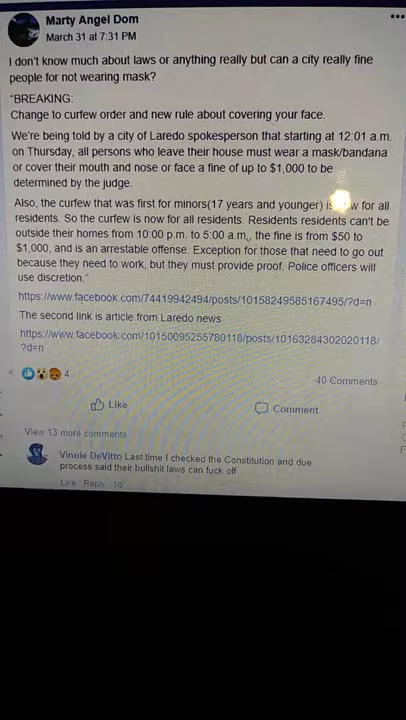 Marty Angel Dom
March 31 at 7:31 PM
I don't know much about laws or anything really but can a city really fine
people for not wearing mask?
"BREAKING:
Change to curfew order and new rule about covering your face.
We're being told by a city of Laredo spokesperson that starting at 12:01 a.m.
on Thursday, all persons who leave their house must wear a mask/bandana
or cover their mouth and nose or face a fine of up to $1,000 to be
determined by the judge.
Also, the curfew that was first for minors(17 years and younger) is w for all
residents. So the curfew is now for all residents. Residents residents can't be
outside their homes from 10:00 p.m. to 5:00 a.m,, the fine is from $50 to
$1,000, and is an arrestable offense. Exception for those that need to go out
because they need to work, but they must provide proof. Police officers will
use discretion."
https://www.facebook.com/74419942494/posts/10158249585167495/?d=n
The second link is article from Laredo news
https://www.facebook.com/10150095255780118/posts/10163284302020118/
?d=n
4
40 Comments
Like
Comment
View 13 more comments
Vinnie DeVitto Last time I checked the Constitution and due
process said their bullshit laws can fuck off
Like Reply 1d